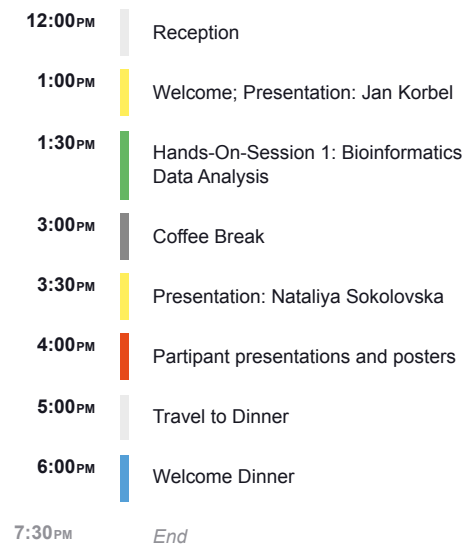 12:00PM Reception
1:00PM Welcome; Presentation: Jan Korbel
1:30PM Hands-On-Session 1: Bioinformatics
Data Analysis
3:00PM Coffee Break
3:30PM Presentation: Nataliya Sokolovska
4:00PM Partipant presentations and posters
5:00PM Travel to Dinner
6:00PM Welcome Dinner
7:30PM End